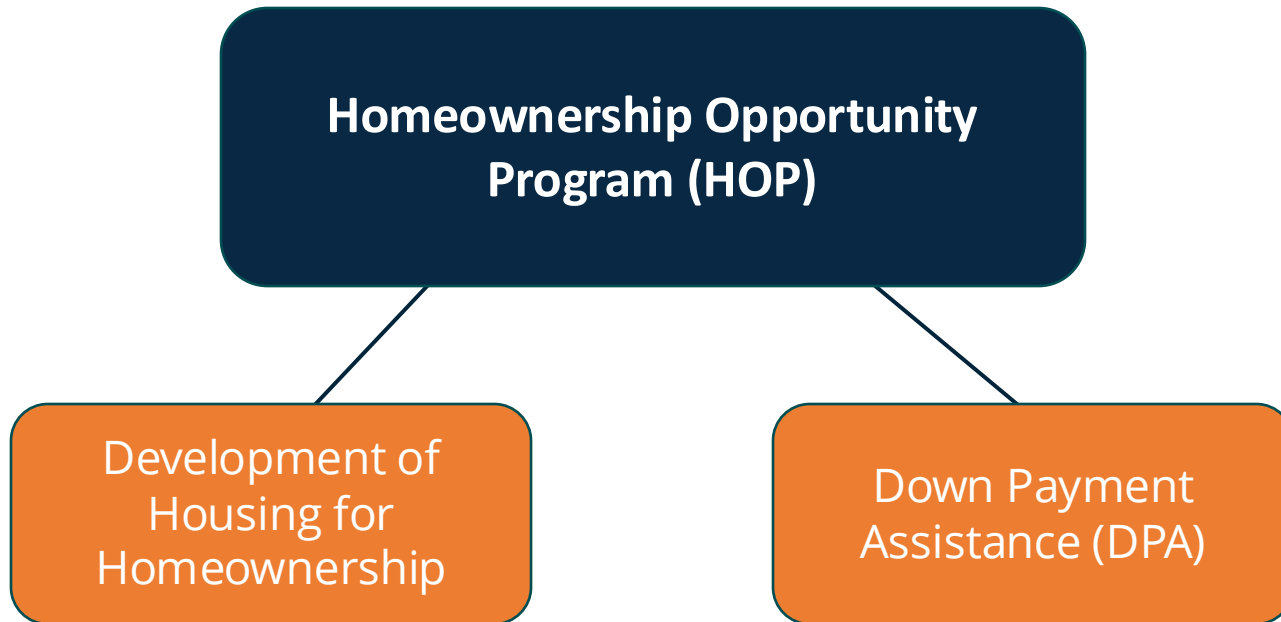 Homeownership Opportunity
Program (HOP)
Development of
Housing for
Homeownership
Down Payment
Assistance (DPA)